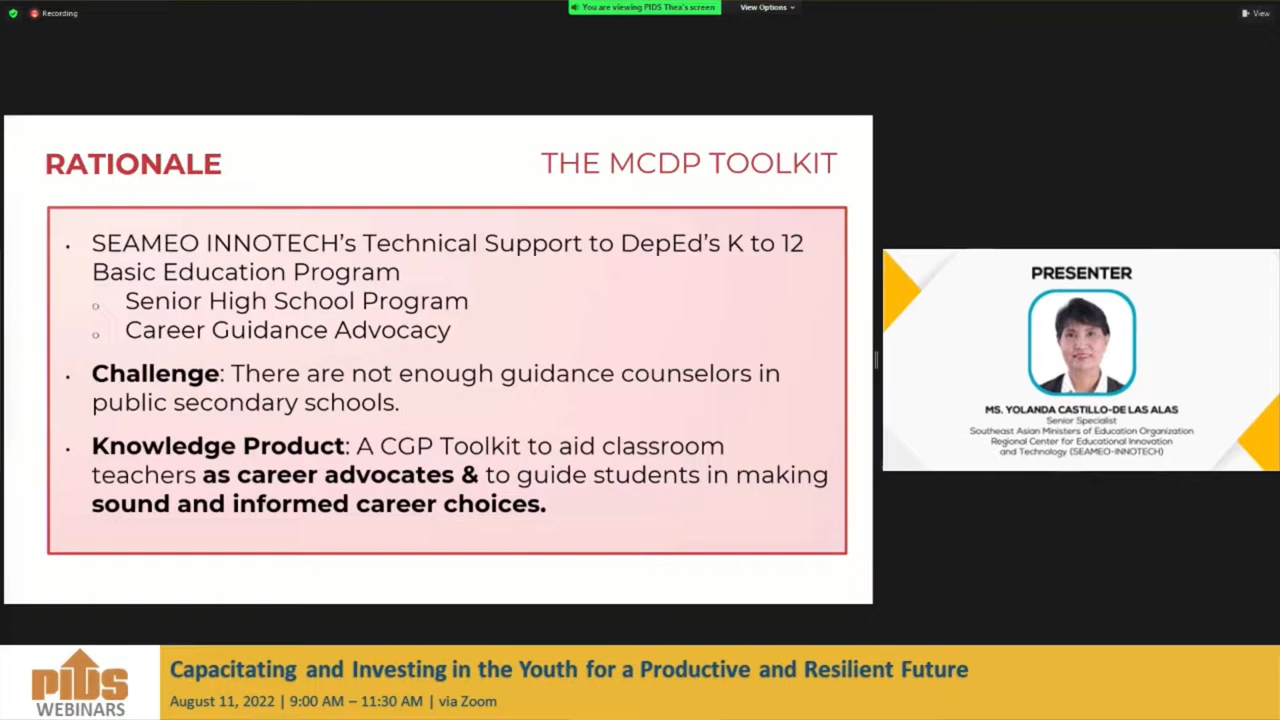 Recording
You are viewing PIDS Thea's screen
View Options
View
RATIONALE
THE MCDP TOOLKIT
• SEAMEO INNOTECH's Technical Support to DepEd's K to 12
Basic Education Program
○ Senior High School Program
○ Career Guidance Advocacy
• Challenge: There are not enough guidance counselors in
public secondary schools.
• Knowledge Product: A CGP Toolkit to aid classroom
teachers as career advocates & to guide students in making
sound and informed career choices.
PRESENTER
MS. YOLANDA CASTILLO-DE LAS ALAS
Senior Specialist
Southeast Asian Ministers of Education Organization
Regional Center for Educational Innovation
and Technology (SEAMEO-INNOTECH)
PIDS
WEBINARS
Capacitating and Investing in the Youth for a Productive and Resilient Future
August 11, 2022 | 9:00 AM – 11:30 AM | via Zoom